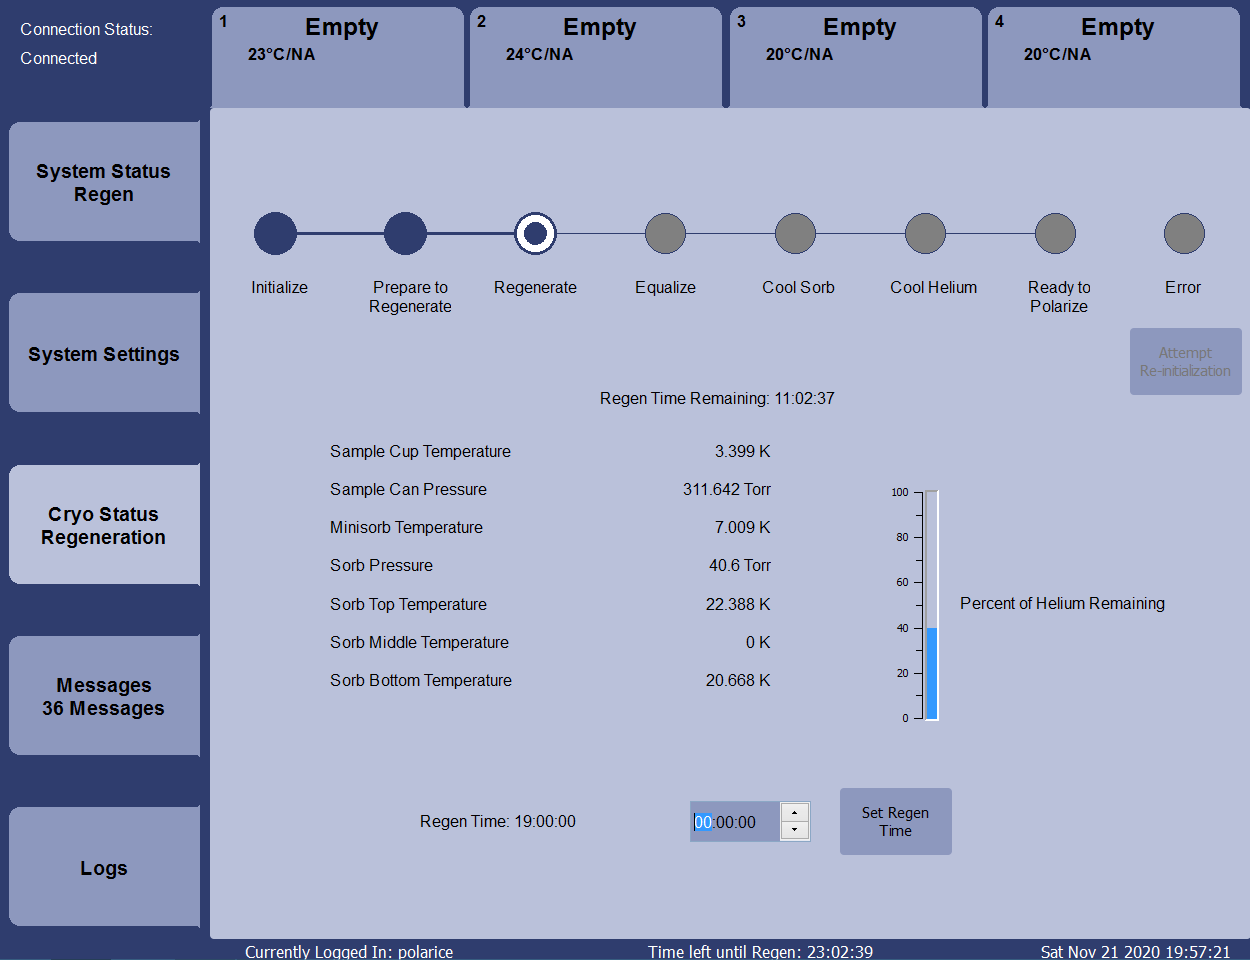 Connection Status:
Connected
1 Empty
23°C/NA
2 Empty
24°C/NA
3 Empty
20°C/NA
4 Empty
20°C/NA
System Status
Regen
System Settings
Cryo Status
Regeneration
Messages
36 Messages
Logs
Initialize
Prepare to
Regenerate
Regenerate
Equalize
Cool Sorb
Cool Helium
Ready to
Polarize
Error
Attempt
Re-initialization
Regen Time Remaining: 11:02:37
Sample Cup Temperature 3.399 K
Sample Can Pressure 311.642 Torr
Minisorb Temperature 7.009 K
Sorb Pressure 40.6 Torr
Sorb Top Temperature 22.388 K
Sorb Middle Temperature 0 K
Sorb Bottom Temperature 20.668 K
100
80
60
40
20
0
Percent of Helium Remaining
Regen Time: 19:00:00
00:00:00
Set Regen
Time
Currently Logged In: polarice
Time left until Regen: 23:02:39
Sat Nov 21 2020 19:57:21